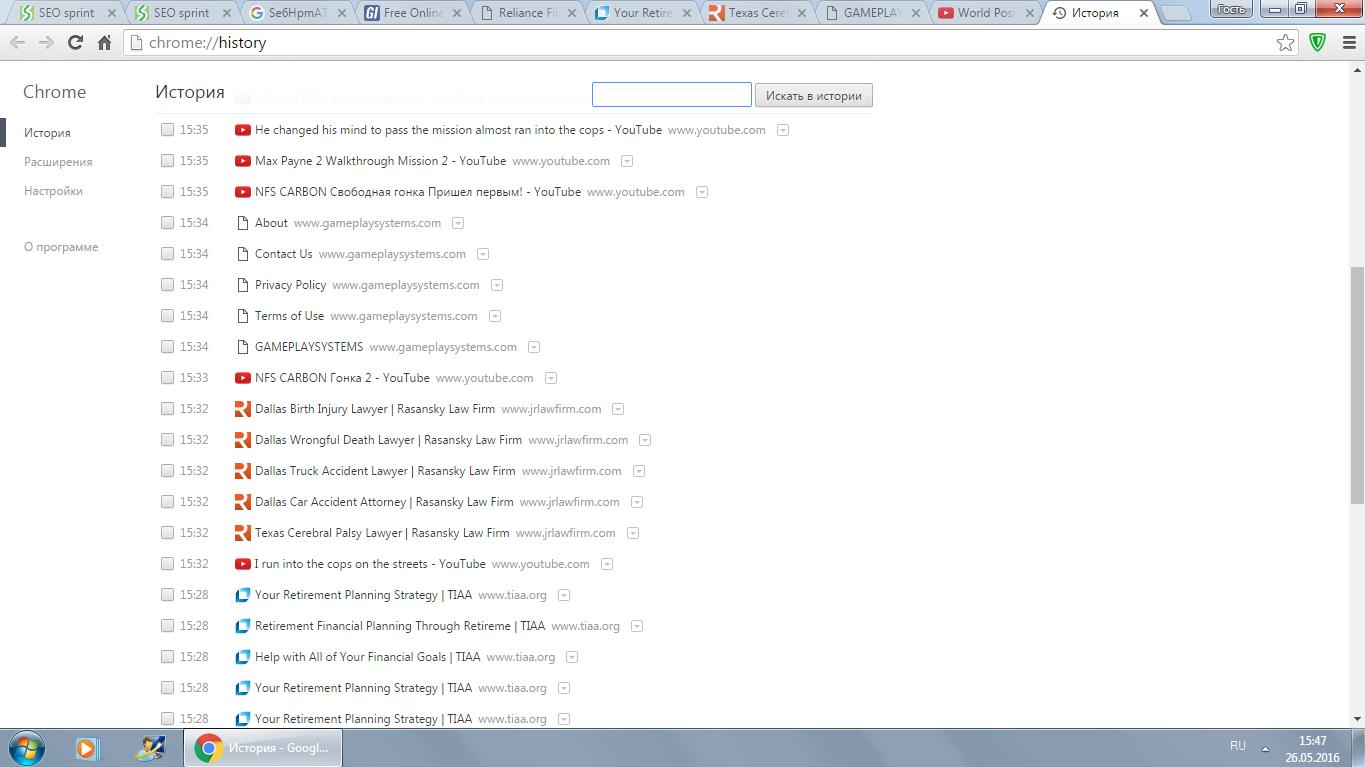 SEO sprint SEO sprint Se6HpmAT Free Online Reliance Fin Your Retire Texas Cereb GAMEPLAY World Posi История Гость
chrome://history
Chrome История Искать в истории
15:35 He changed his mind to pass the mission almost ran into the cops - YouTube www.youtube.com
История
15:35 Max Payne 2 Walkthrough Mission 2 - YouTube www.youtube.com
Расширения
15:35 NFS CARBON Свободная гонка Пришел первым! - YouTube www.youtube.com
Настройки
15:34 About www.gameplaysystems.com
О программе
15:34 Contact Us www.gameplaysystems.com
15:34 Privacy Policy www.gameplaysystems.com
15:34 Terms of Use www.gameplaysystems.com
15:34 GAMEPLAYSYSTEMS www.gameplaysystems.com
15:33 NFS CARBON Гонка 2 - YouTube www.youtube.com
15:32 Dallas Birth Injury Lawyer | Rasansky Law Firm www.jrlawfirm.com
15:32 Dallas Wrongful Death Lawyer | Rasansky Law Firm www.jrlawfirm.com
15:32 Dallas Truck Accident Lawyer | Rasansky Law Firm www.jrlawfirm.com
15:32 Dallas Car Accident Attorney | Rasansky Law Firm www.jrlawfirm.com
15:32 Texas Cerebral Palsy Lawyer | Rasansky Law Firm www.jrlawfirm.com
15:32 I run into the cops on the streets - YouTube www.youtube.com
15:28 Your Retirement Planning Strategy | TIAA www.tiaa.org
15:28 Retirement Financial Planning Through Retireme | TIAA www.tiaa.org
15:28 Help with All of Your Financial Goals | TIAA www.tiaa.org
15:28 Your Retirement Planning Strategy | TIAA www.tiaa.org
15:28 Your Retirement Planning Strategy | TIAA www.tiaa.org
История - Googl... RU 15:47
26.05.2016